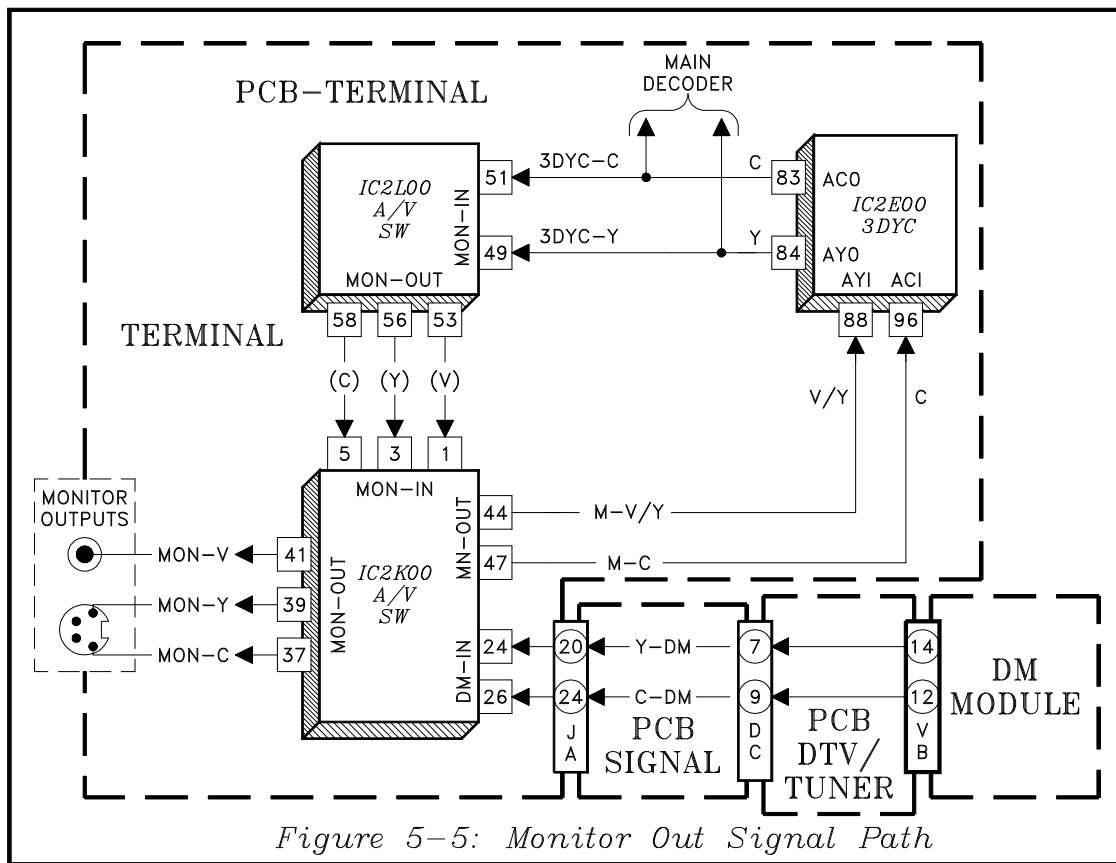 MAIN
DECODER
PCB-TERMINAL
IC2L00
A/V
SW
MON-IN
51
49
MON-OUT
58
56
53
3DYC-C
3DYC-Y
C
Y
83
84
ACO
AYO
IC2E00
3DYC
AYI
ACI
88
96
TERMINAL
(C)
(Y)
(V)
V/Y
C
5
3
1
MON-IN
MONITOR
OUTPUTS
MON-V
MON-Y
MON-C
41
39
37
MON-OUT
IC2K00
A/V
SW
MN-OUT
44
47
M-V/Y
M-C
DM-IN
24
26
20
24
J
A
Y-DM
C-DM
PCB
SIGNAL
7
9
D
C
PCB
DTV/
TUNER
14
12
V
B
DM
MODULE
Figure 5-5: Monitor Out Signal Path